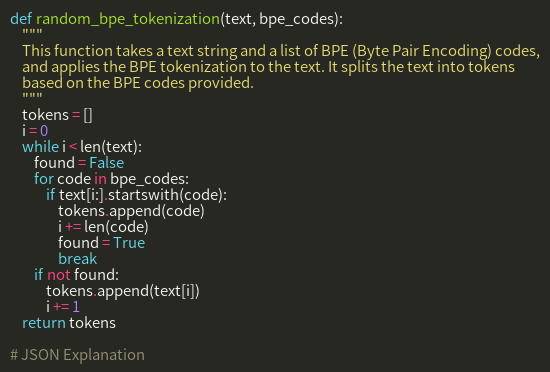 def random_bpe_tokenization(text, bpe_codes):
    """
    This function takes a text string and a list of BPE (Byte Pair Encoding) codes,
    and applies the BPE tokenization to the text. It splits the text into tokens
    based on the BPE codes provided.
    """
    tokens = []
    i = 0
    while i < len(text):
        found = False
        for code in bpe_codes:
            if text[i:].startswith(code):
                tokens.append(code)
                i += len(code)
                found = True
                break
        if not found:
            tokens.append(text[i])
            i += 1
    return tokens

# JSON Explanation